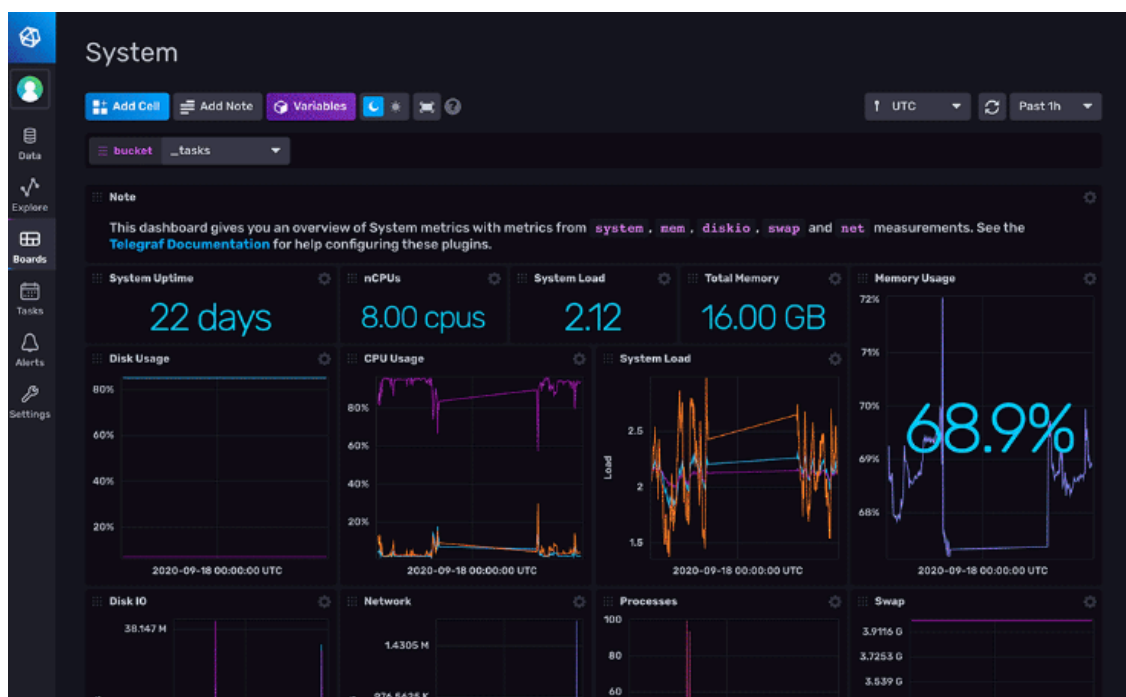 System
Add Cell
Add Note
Variables
UTC
Past 1h
bucket
_tasks
Data
Explore
Boards
Tasks
Alerts
Settings
Note
This dashboard gives you an overview of System metrics with metrics from system, mem, diskio, swap and net measurements. See the
Telegraf Documentation for help configuring these plugins.
System Uptime
22 days
nCPUs
8.00 cpus
System Load
2.12
Total Memory
16.00 GB
Memory Usage
72%
71%
70%
69%
68%
68.9%
2020-09-18 00:00:00 UTC
Disk Usage
80%
60%
40%
20%
2020-09-18 00:00:00 UTC
CPU Usage
80%
60%
40%
20%
2020-09-18 00:00:00 UTC
System Load
Load
2.5
2
1.5
2020-09-18 00:00:00 UTC
Disk IO
38.147 M
Network
1.4305 M
976.5625 K
Processes
100
80
60
Swap
3.9116 G
3.7253 G
3.539 G